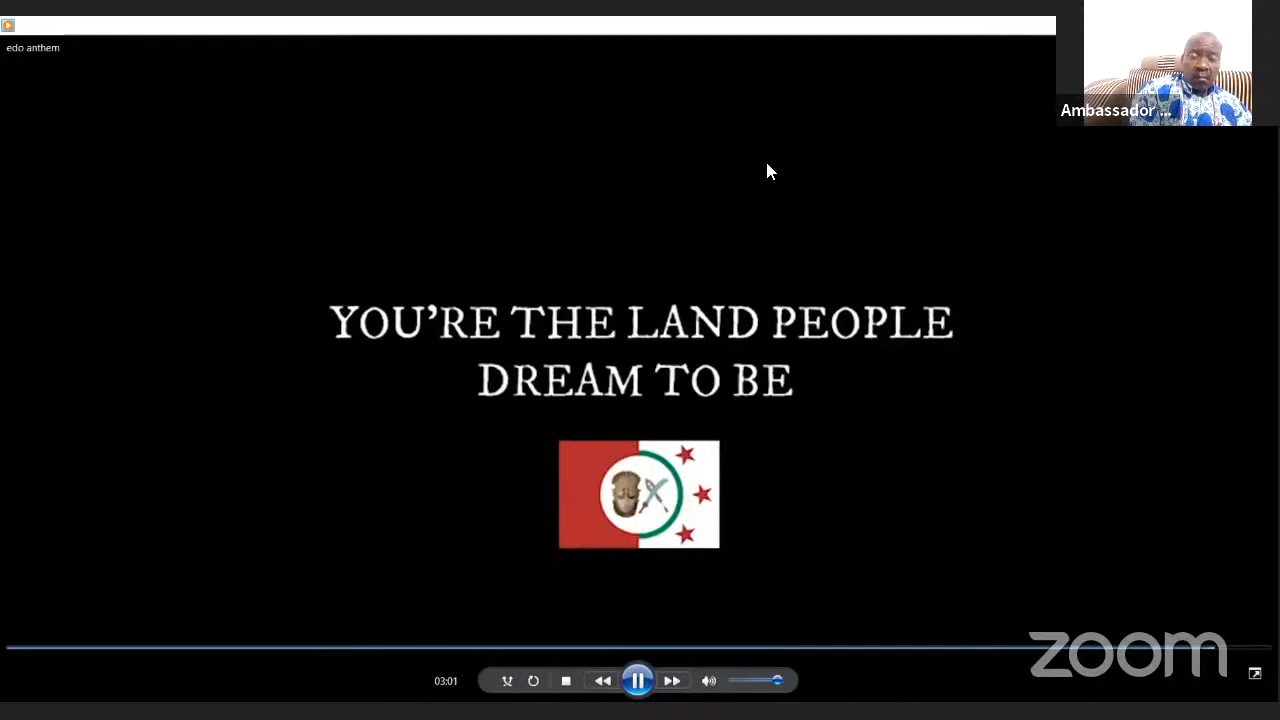 edo anthem
Ambassador ...
YOU'RE THE LAND PEOPLE
DREAM TO BE
03:01
zoom